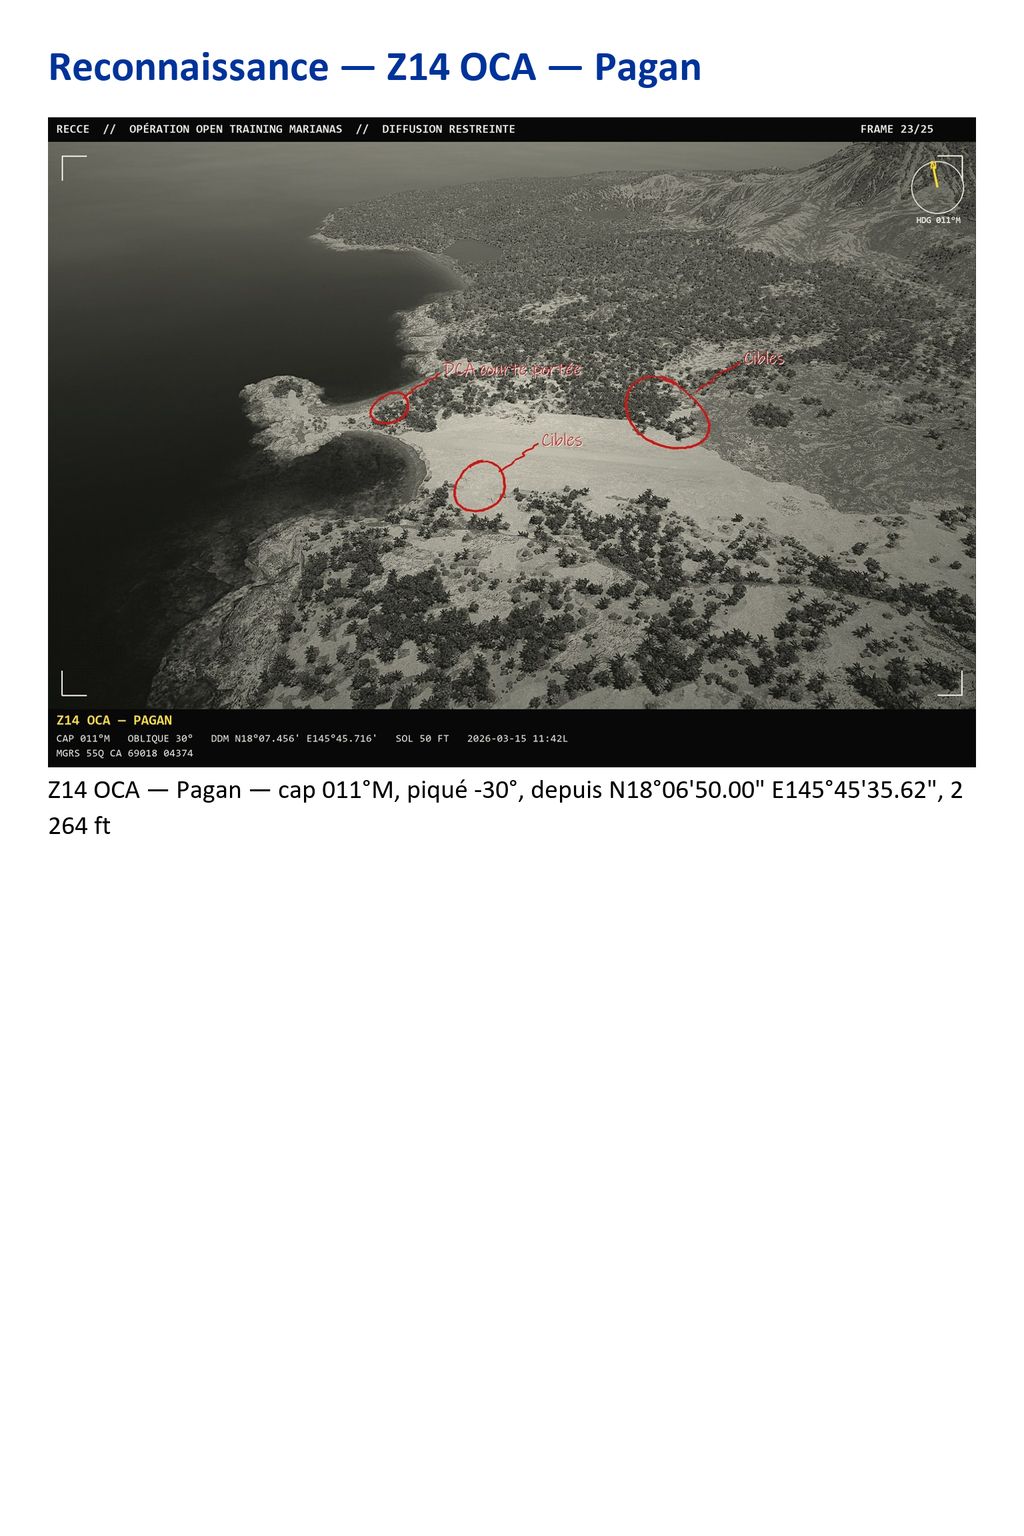 Reconnaissance — Z14 OCA — Pagan
RECCE // OPÉRATION OPEN TRAINING MARIANAS // DIFFUSION RESTREINTE
FRAME 23/25
N
HDG 011°M
Cibles
DCA courte portée
Cibles
Z14 OCA — PAGAN
CAP 011°M OBLIQUE 30° DDM N18°07.456' E145°45.716' SOL 50 FT 2026-03-15 11:42L
MGRS 55Q CA 69018 04374
Z14 OCA — Pagan — cap 011°M, piqué -30°, depuis N18°06'50.00" E145°45'35.62", 2
264 ft